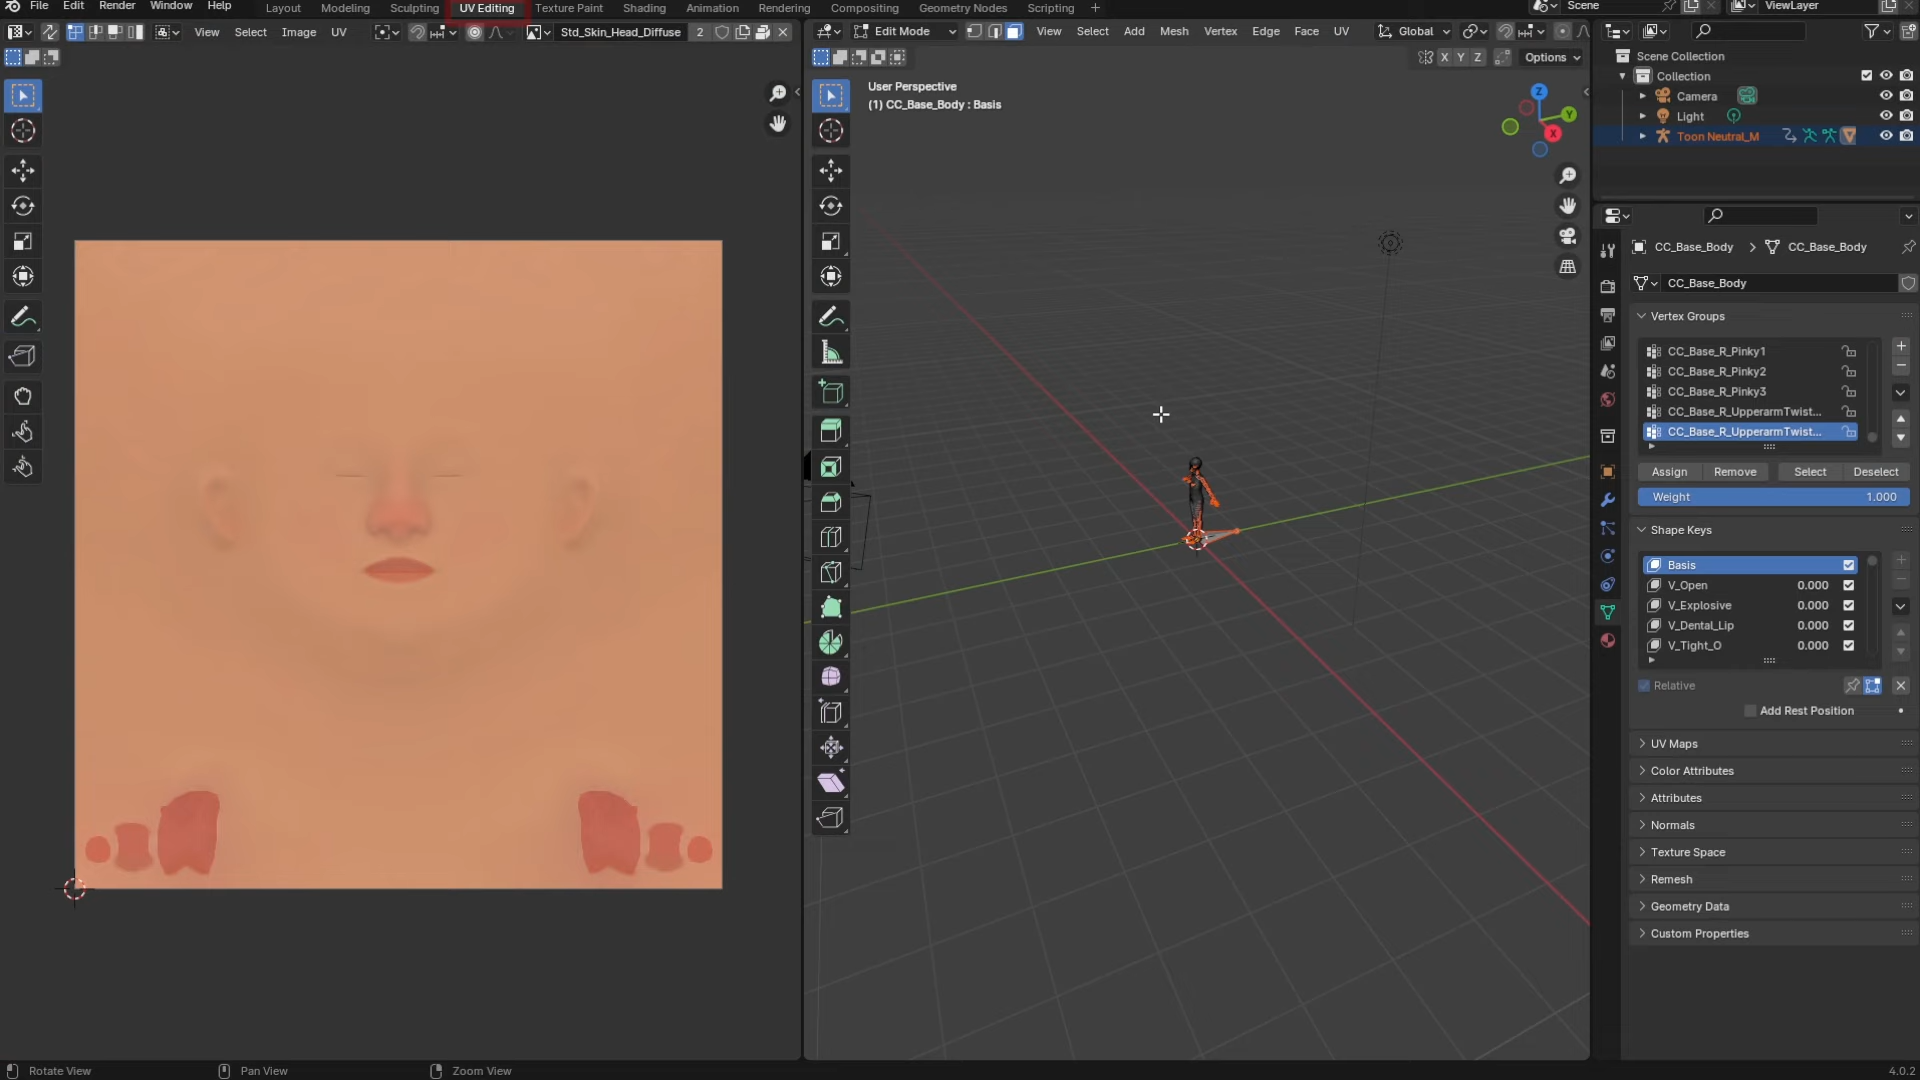 File Edit Render Window Help Layout Modeling Sculpting UV Editing Texture Paint Shading Animation Rendering Compositing Geometry Nodes Scripting + Scene ViewLayer
View Select Image UV Std_Skin_Head_Diffuse 2
Edit Mode View Select Add Mesh Vertex Edge Face UV Global
X Y Z Options
User Perspective
(1) CC_Base_Body : Basis
Z
Y
X
Scene Collection
Collection
Camera
Light
Toon Neutral_M
CC_Base_Body > CC_Base_Body
CC_Base_Body
Vertex Groups
CC_Base_R_Pinky1
CC_Base_R_Pinky2
CC_Base_R_Pinky3
CC_Base_R_UpperarmTwist...
CC_Base_R_UpperarmTwist...
Assign Remove Select Deselect
Weight 1.000
Shape Keys
Basis
V_Open 0.000
V_Explosive 0.000
V_Dental_Lip 0.000
V_Tight_O 0.000
Relative
Add Rest Position
UV Maps
Color Attributes
Attributes
Normals
Texture Space
Remesh
Geometry Data
Custom Properties
Rotate View Pan View Zoom View 4.0.2